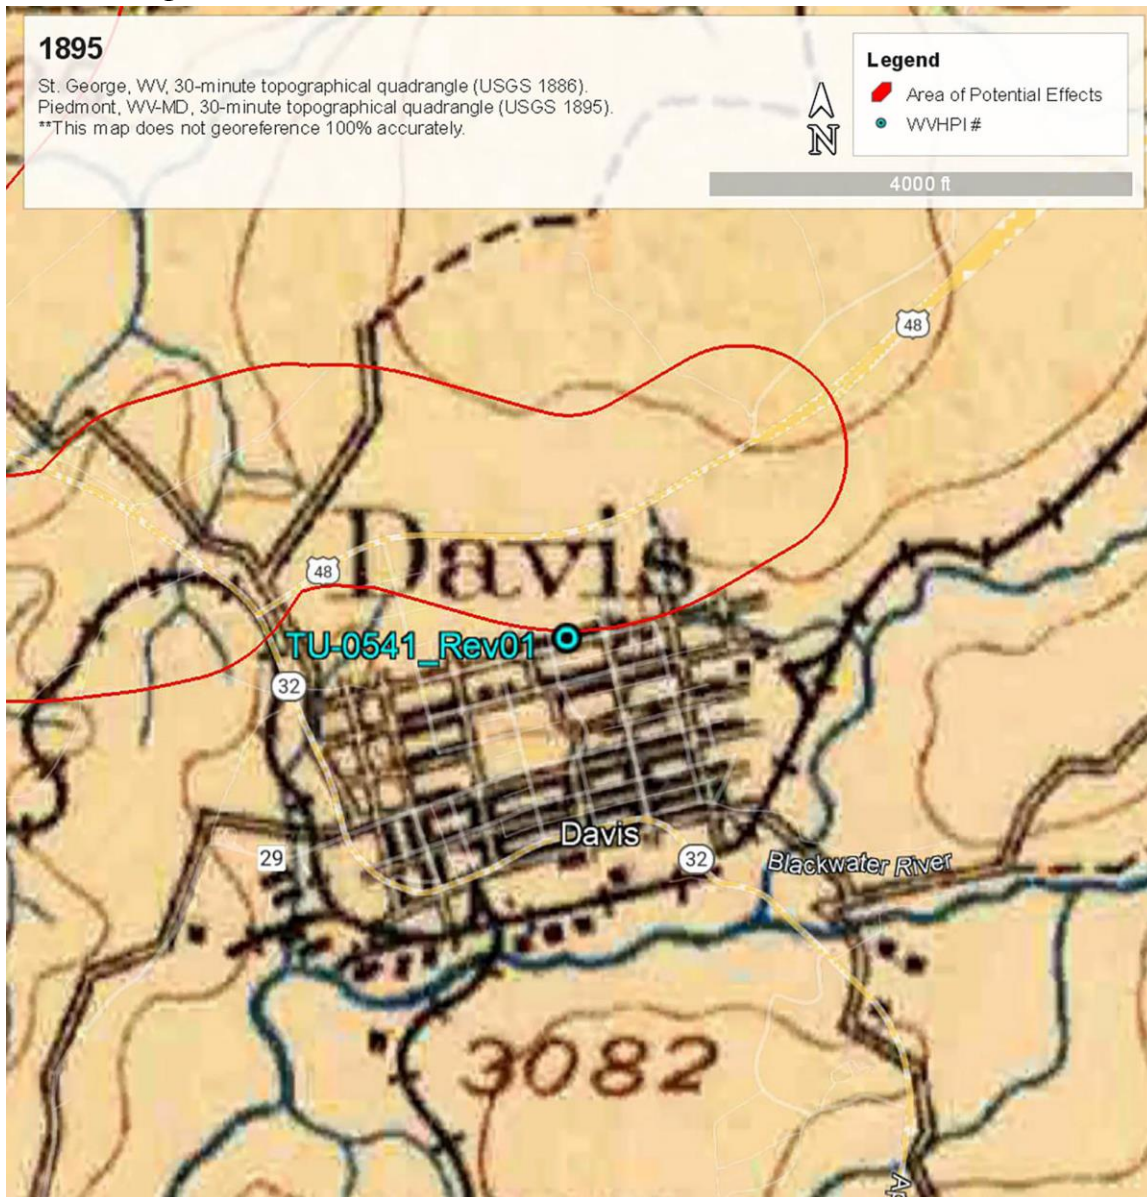 1895
St. George, WV, 30-minute topographical quadrangle (USGS 1886).
Piedmont, WV-MD, 30-minute topographical quadrangle (USGS 1895).
**This map does not georeference 100% accurately.
N
Legend
Area of Potential Effects
WVHPI #
4000 ft
48
Davis
48
TU-0541_Rev01
32
Davis
29
32
Blackwater River
3082